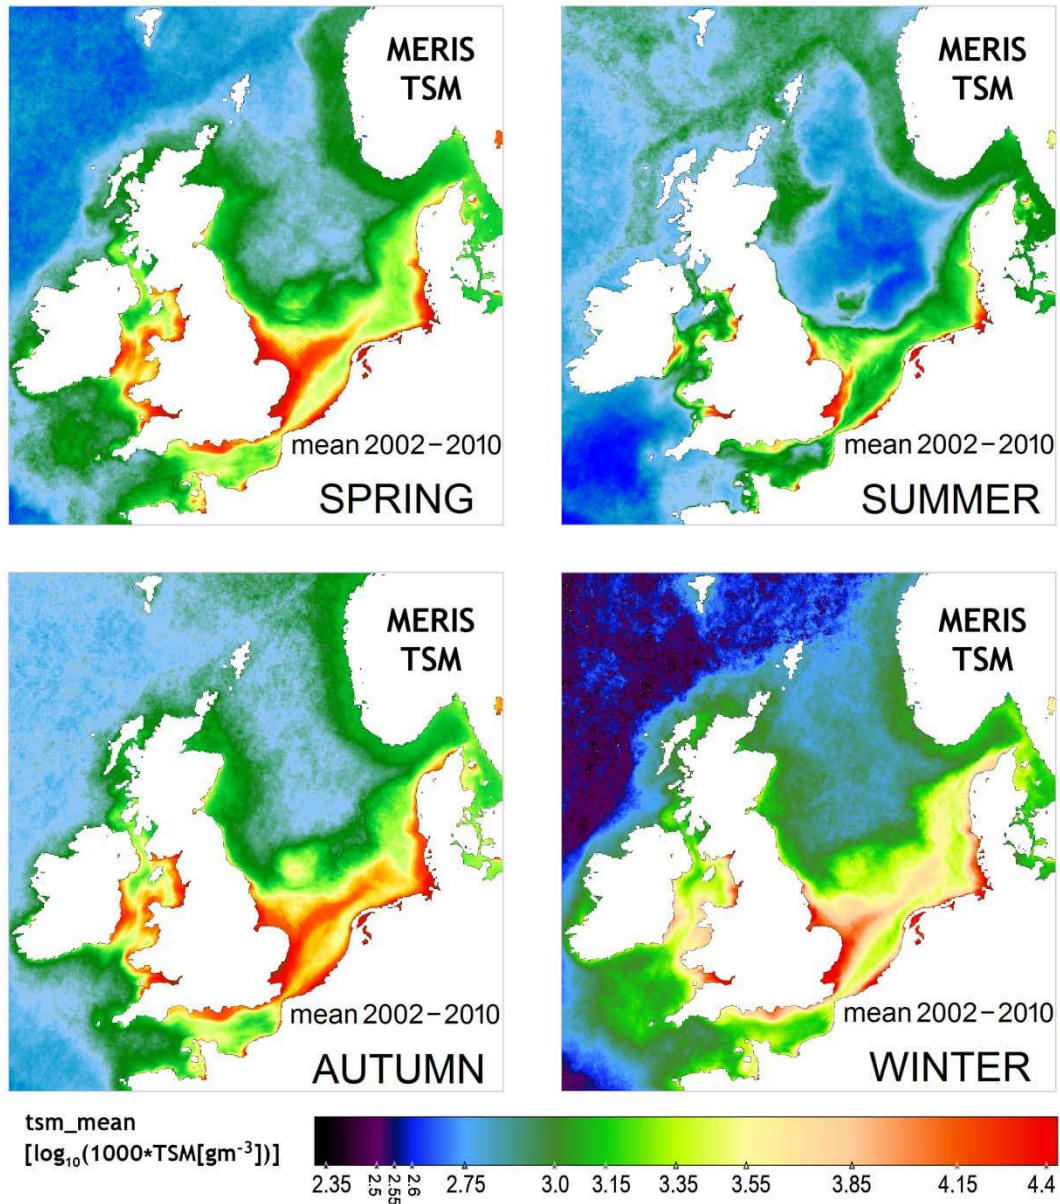 MERIS
TSM
mean 2002-2010
SPRING
MERIS
TSM
mean 2002-2010
SUMMER
MERIS
TSM
mean 2002-2010
AUTUMN
MERIS
TSM
mean 2002-2010
WINTER
tsm_mean
[log₁₀(1000*TSM[gm⁻³])]
2.35 2.5 2.55 2.6 2.75 3.0 3.15 3.35 3.55 3.85 4.15 4.4